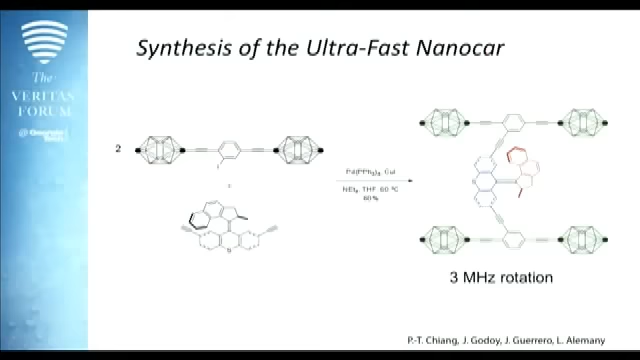 The
VERITAS
FORUM
Synthesis of the Ultra-Fast Nanocar
2
Pd(PPh3)4 CuI
NEt3, THF 60 ºC
60%
3 MHz rotation
P.-T. Chiang, J. Godoy, J. Guerrero, L. Alemany